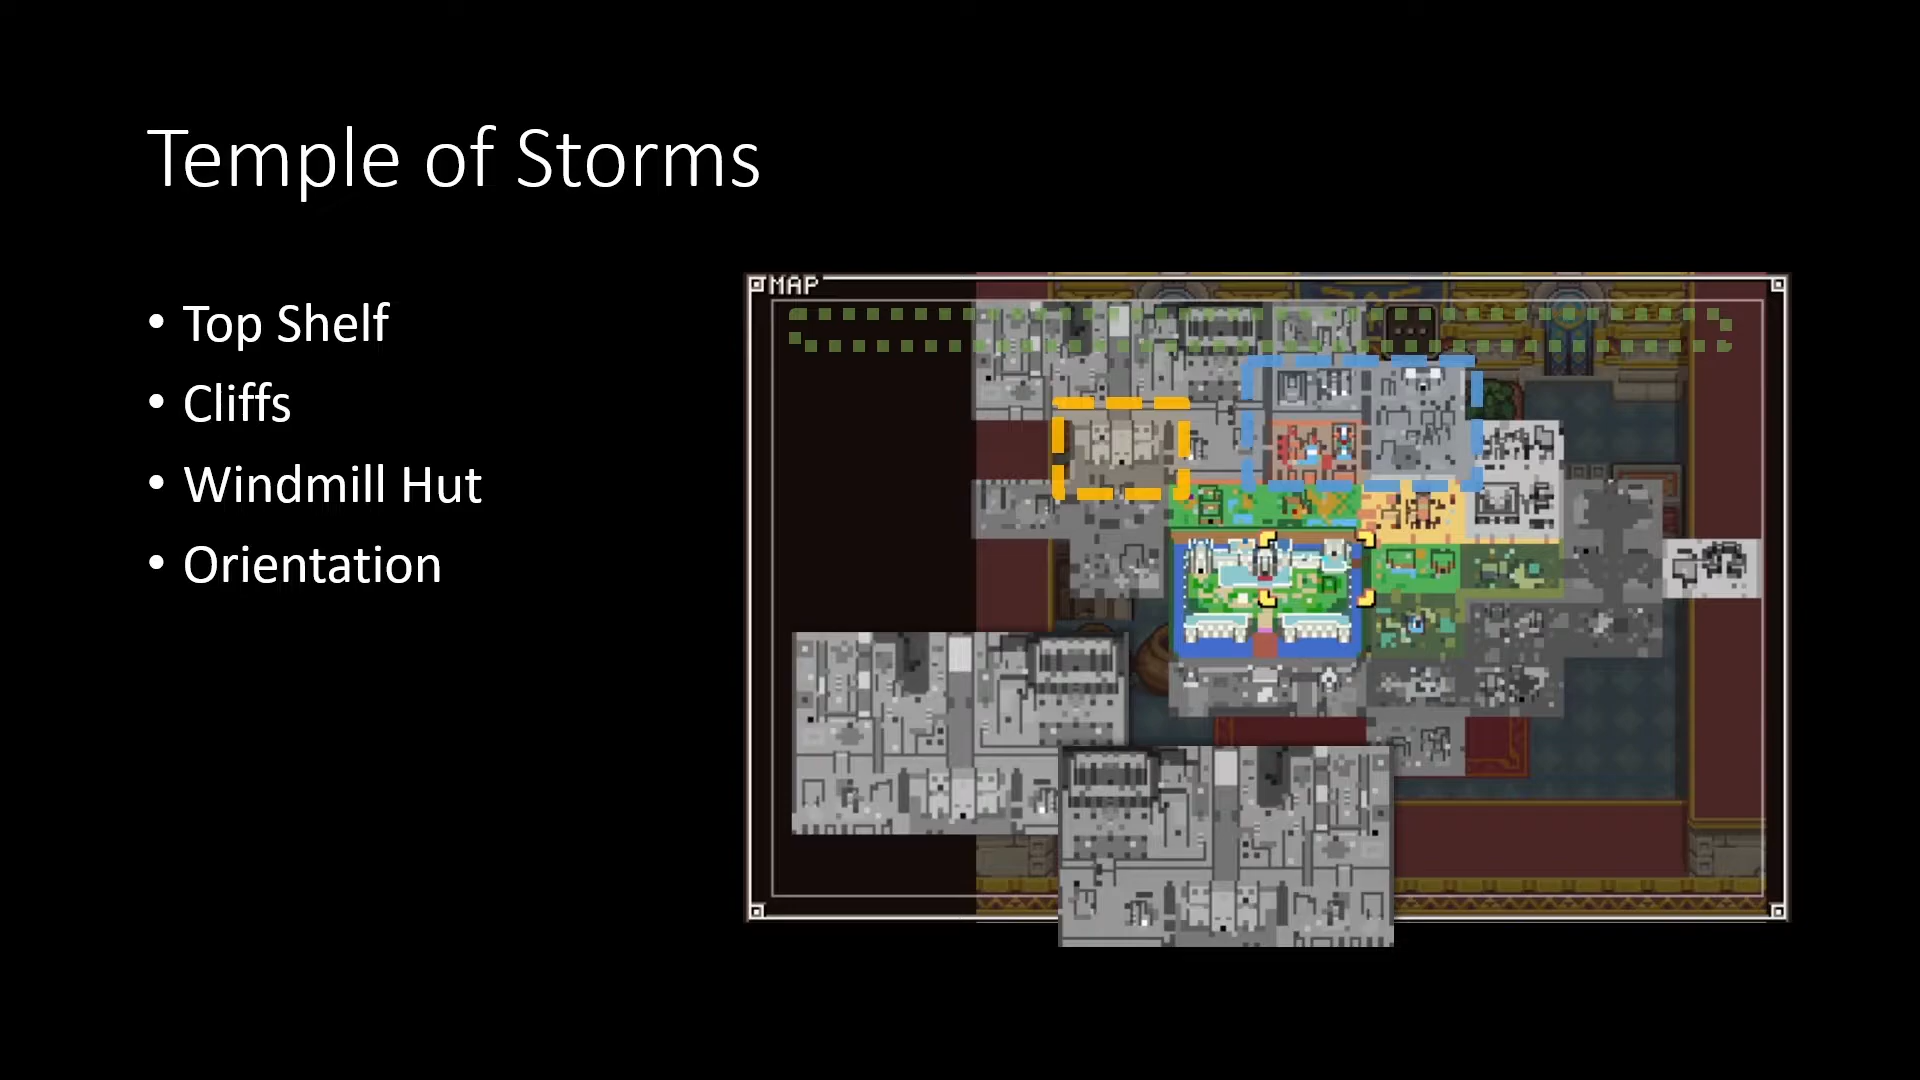 Temple of Storms
• Top Shelf
• Cliffs
• Windmill Hut
• Orientation
MAP